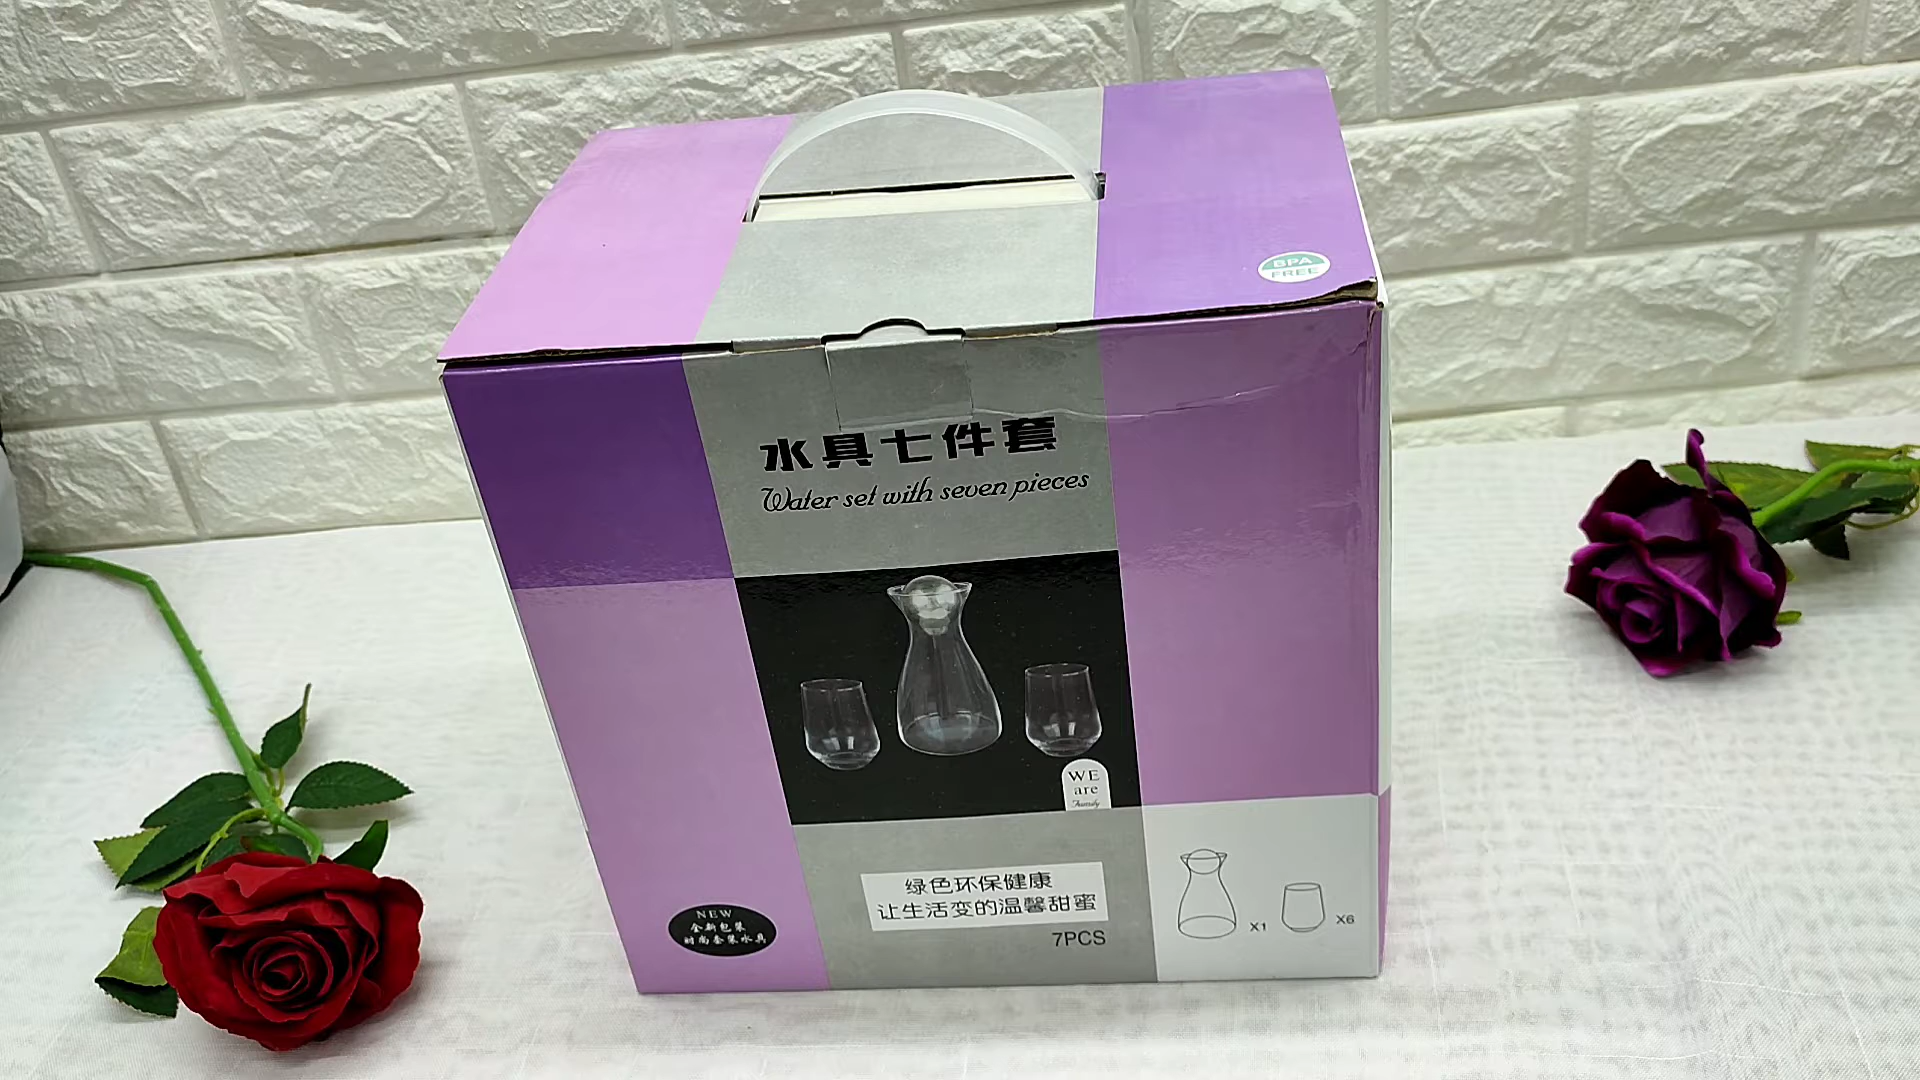 BPA
FREE
水具七件套
Water set with seven pieces
WE
are
Family
绿色环保健康
让生活变的温馨甜蜜
7PCS
NEW
全新包装
时尚套装水具
X1
X6